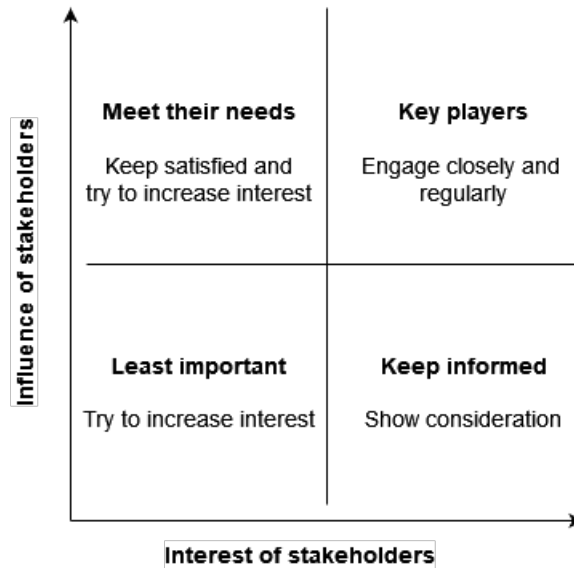 Influence of stakeholders
Meet their needs
Keep satisfied and
try to increase interest
Key players
Engage closely and
regularly
Least important
Try to increase interest
Keep informed
Show consideration
Interest of stakeholders